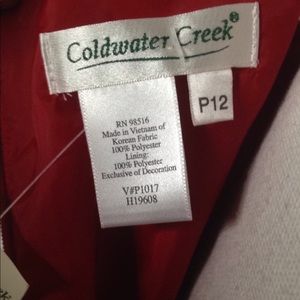 Coldwater Creek®
P12
RN 98516
Made in Vietnam of
Korean Fabric
100% Polyester
Lining:
100% Polyester
Exclusive of Decoration
V#P1017
H19608